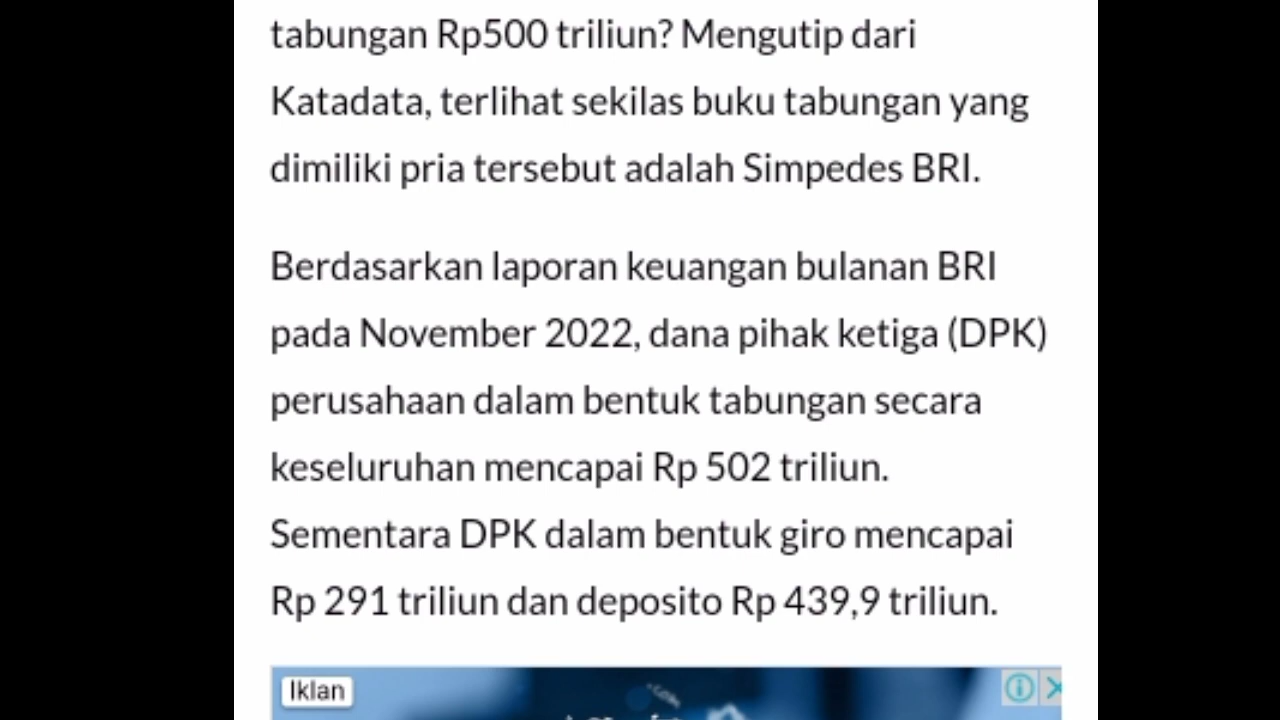 tabungan Rp500 triliun? Mengutip dari
Katadata, terlihat sekilas buku tabungan yang
dimiliki pria tersebut adalah Simpedes BRI.
Berdasarkan laporan keuangan bulanan BRI
pada November 2022, dana pihak ketiga (DPK)
perusahaan dalam bentuk tabungan secara
keseluruhan mencapai Rp 502 triliun.
Sementara DPK dalam bentuk giro mencapai
Rp 291 triliun dan deposito Rp 439,9 triliun.
Iklan